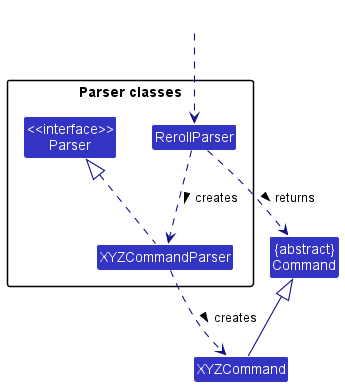 Parser classes
<<interface>>
Parser
RerollParser
creates
returns
XYZCommandParser
{abstract}
Command
creates
XYZCommand